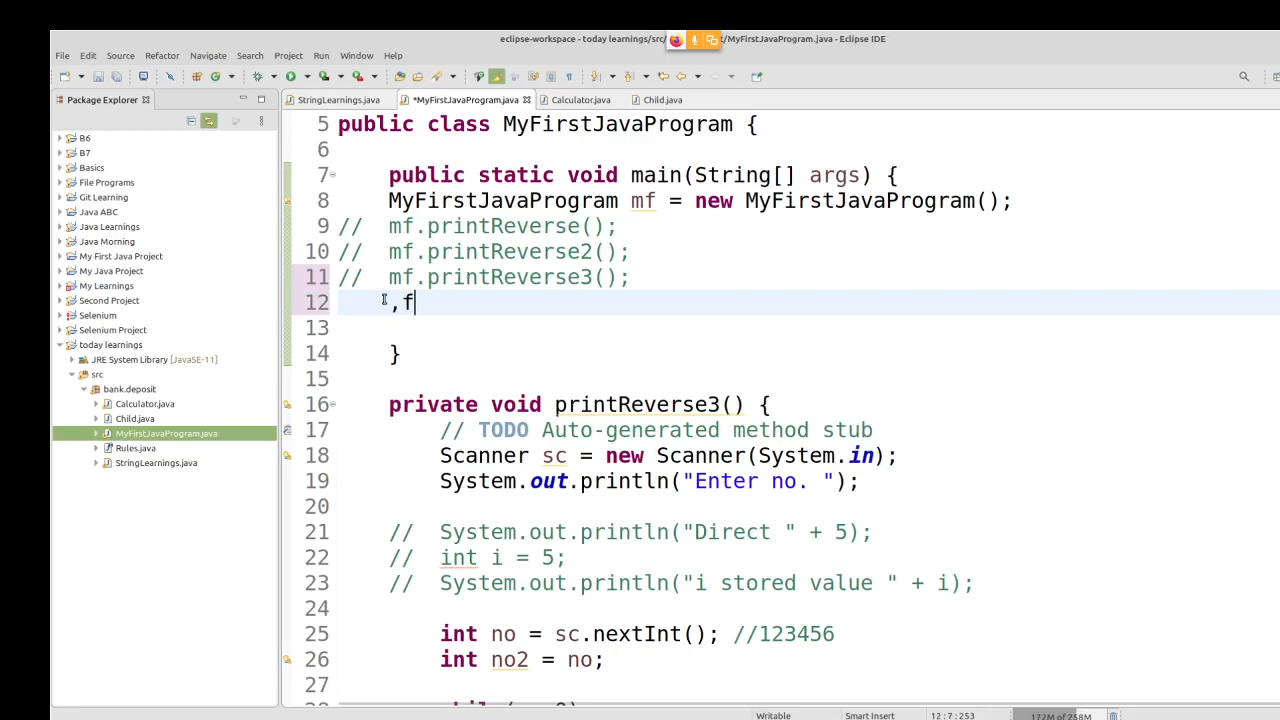 eclipse-workspace - today learnings/src/ t/MyFirstJavaProgram.java - Eclipse IDE
File Edit Source Refactor Navigate Search Project Run Window Help
Package Explorer
StringLearnings.java *MyFirstJavaProgram.java Calculator.java Child.java
B6
B7
Basics
File Programs
Git Learning
Java ABC
Java Learnings
Java Morning
My First Java Project
My Java Project
My Learnings
Second Project
Selenium
Selenium Project
today learnings
JRE System Library [JavaSE-11]
src
bank.deposit
Calculator.java
Child.java
MyFirstJavaProgram.java
Rules.java
StringLearnings.java
5 public class MyFirstJavaProgram {
6
7 public static void main(String[] args) {
8 MyFirstJavaProgram mf = new MyFirstJavaProgram();
9 // mf.printReverse();
10 // mf.printReverse2();
11 // mf.printReverse3();
12 ,f
13
14 }
15
16 private void printReverse3() {
17 // TODO Auto-generated method stub
18 Scanner sc = new Scanner(System.in);
19 System.out.println("Enter no. ");
20
21 // System.out.println("Direct " + 5);
22 // int i = 5;
23 // System.out.println("i stored value " + i);
24
25 int no = sc.nextInt(); //123456
26 int no2 = no;
27
Writable Smart Insert 12:7:253 172M of 258M